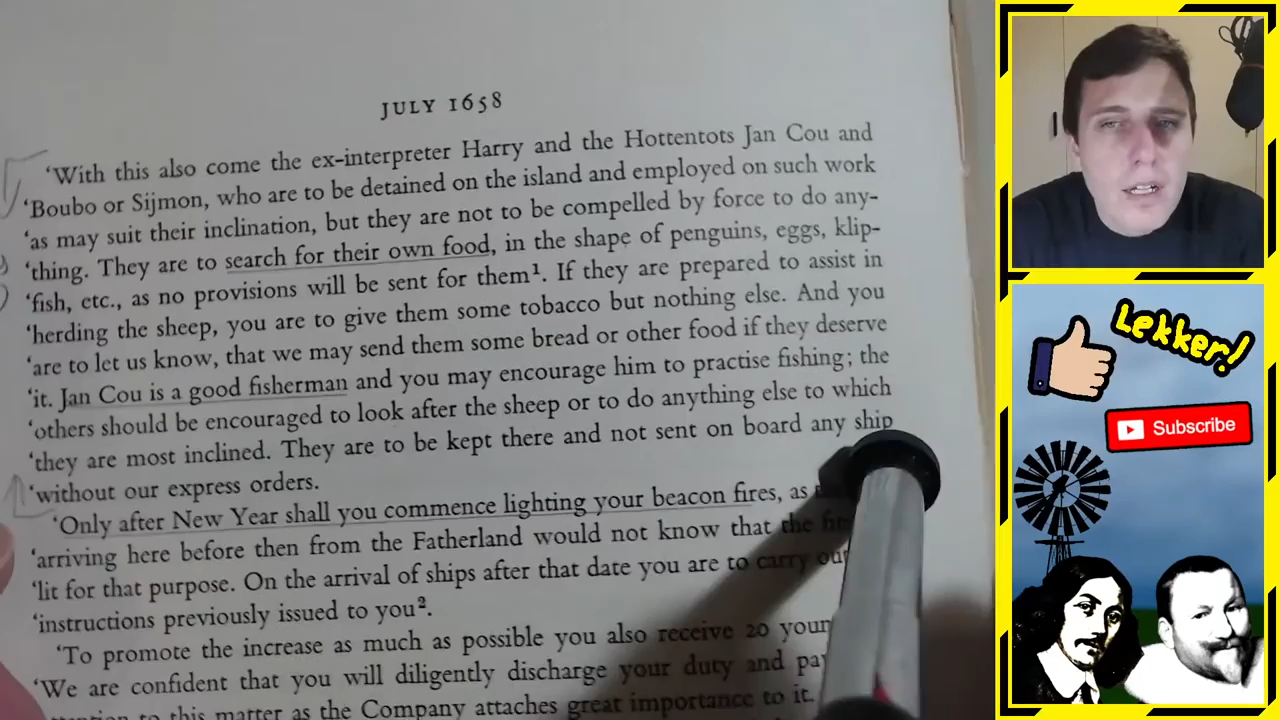 JULY 1658
‘With this also come the ex-interpreter Harry and the Hottentots Jan Cou and
‘Boubo or Sijmon, who are to be detained on the island and employed on such work
‘as may suit their inclination, but they are not to be compelled by force to do any-
‘thing. They are to search for their own food, in the shape of penguins, eggs, klip-
‘fish, etc., as no provisions will be sent for them¹. If they are prepared to assist in
‘herding the sheep, you are to give them some tobacco but nothing else. And you
‘are to let us know, that we may send them some bread or other food if they deserve
‘it. Jan Cou is a good fisherman and you may encourage him to practise fishing; the
‘others should be encouraged to look after the sheep or to do anything else to which
‘they are most inclined. They are to be kept there and not sent on board any ship
‘without our express orders.
‘Only after New Year shall you commence lighting your beacon fires, as
‘arriving here before then from the Fatherland would not know that the
‘lit for that purpose. On the arrival of ships after that date you are to carry out
‘instructions previously issued to you².
‘To promote the increase as much as possible you also receive 20
‘We are confident that you will diligently discharge your duty and
to this matter as the Company attaches great importance to it.
Lekker!
Subscribe